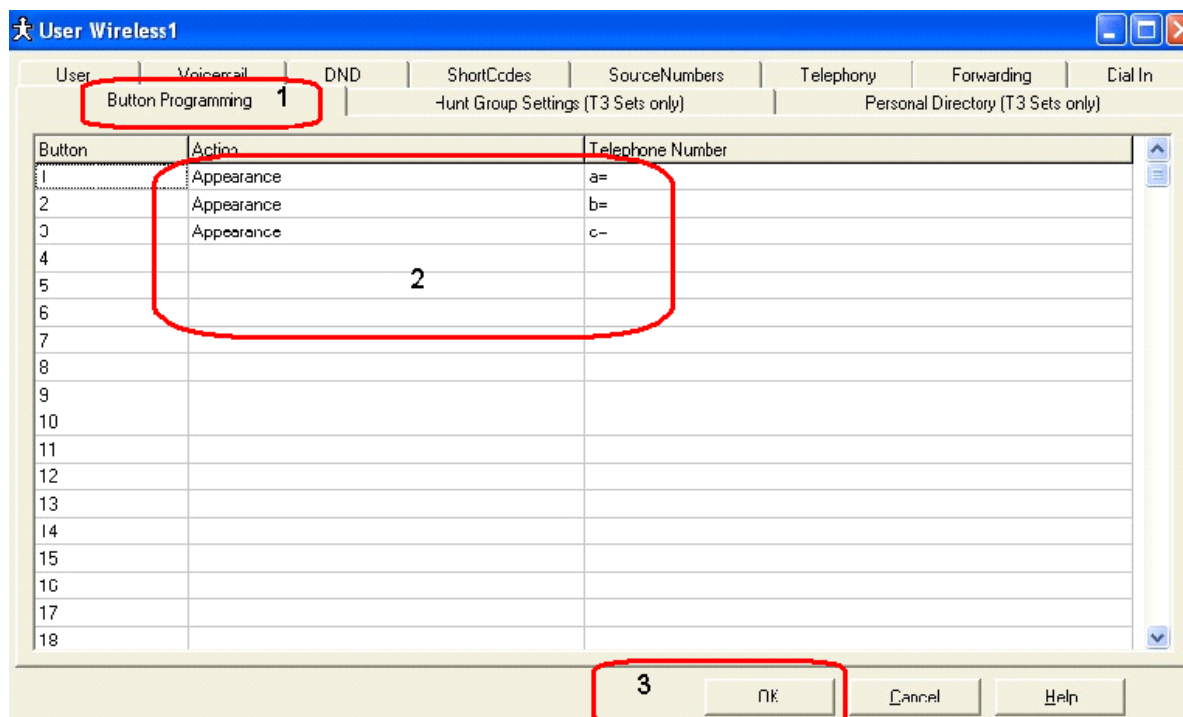 User Wireless1
User Voicemail DND ShortCodes SourceNumbers Telephony Forwarding Dial In
Button Programming 1 Hunt Group Settings (T3 Sets only) Personal Directory (T3 Sets only)
Button Action Telephone Number
1 Appearance a=
2 Appearance b=
3 Appearance c=
4
2
5
6
7
8
9
10
11
12
13
14
15
16
17
18
3 OK Cancel Help